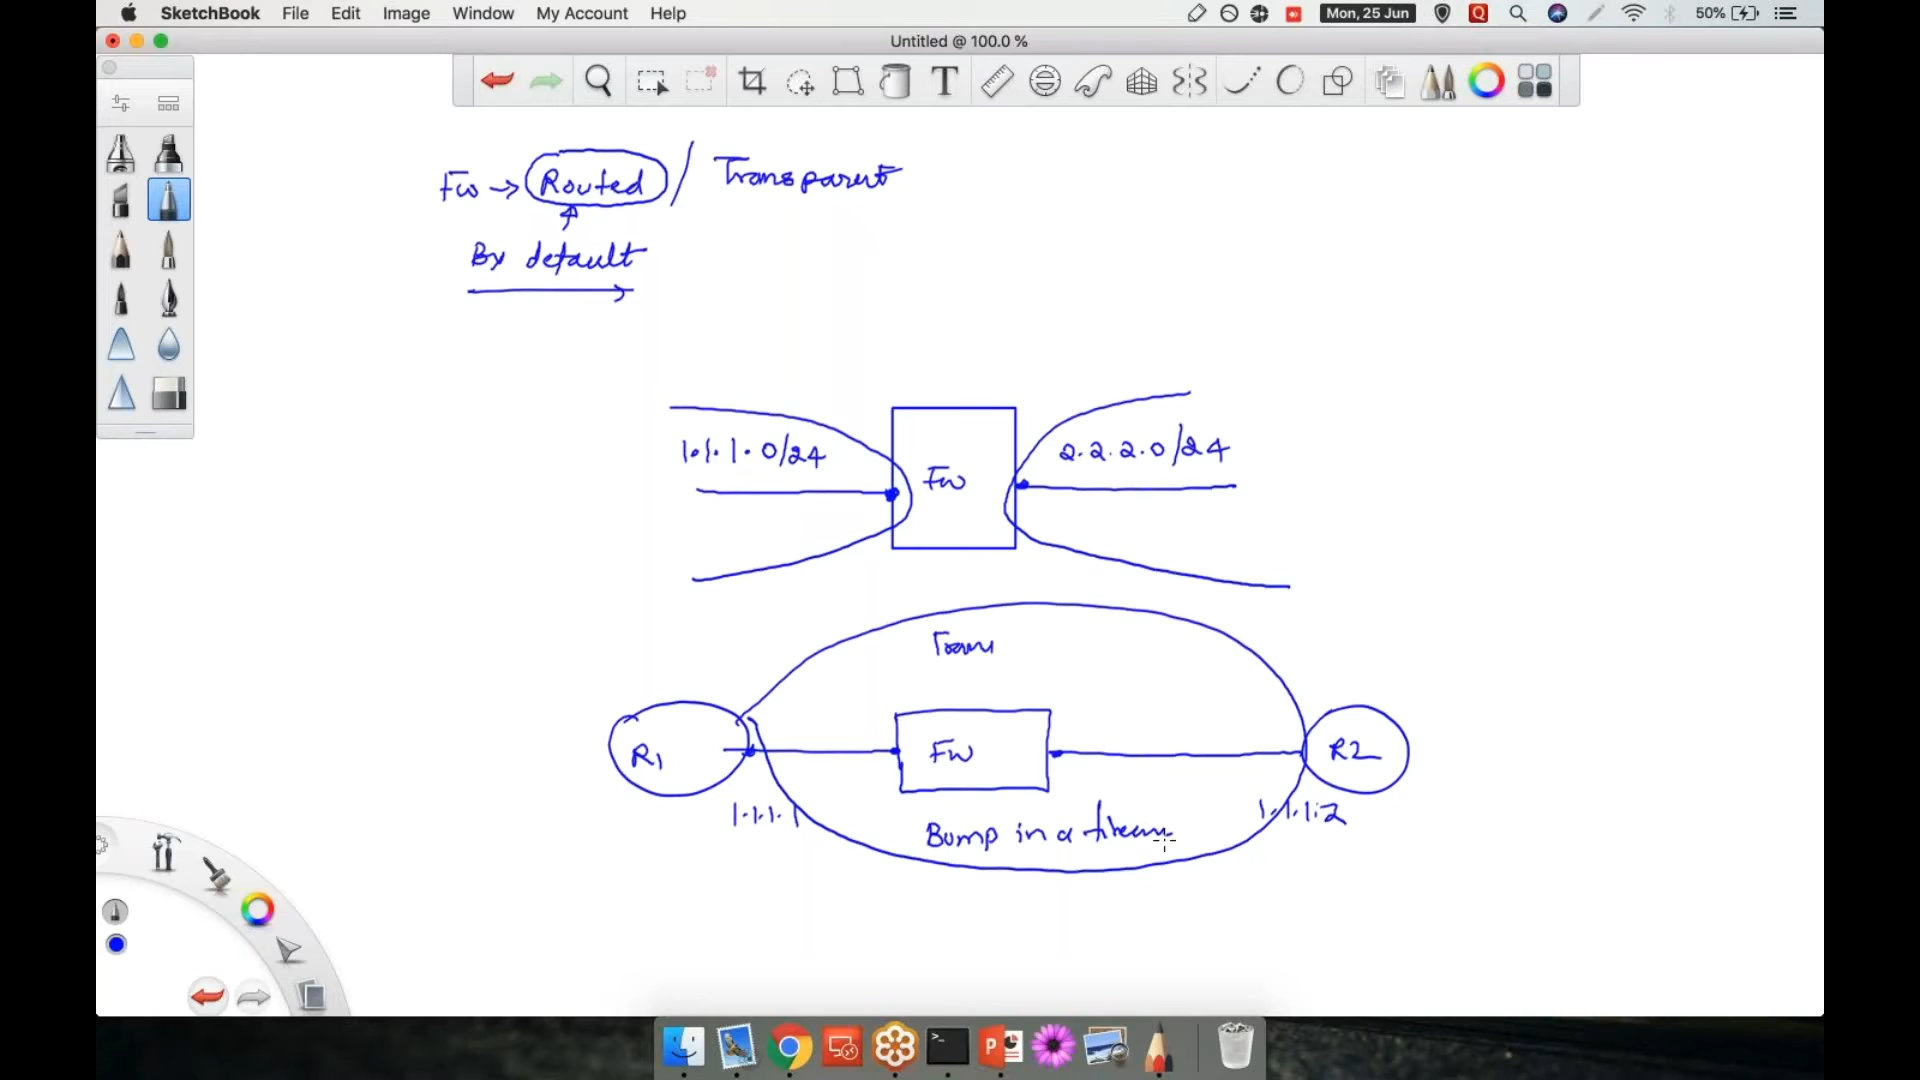 SketchBook File Edit Image Window My Account Help Mon, 25 Jun Q 50%
Untitled @ 100.0 %
T
Fw → Routed / Transparent
By default
1.1.1.0/24 Fw 2.2.2.0/24
Trans
R1 Fw R2
1.1.1.1 1.1.1.2
Bump in a